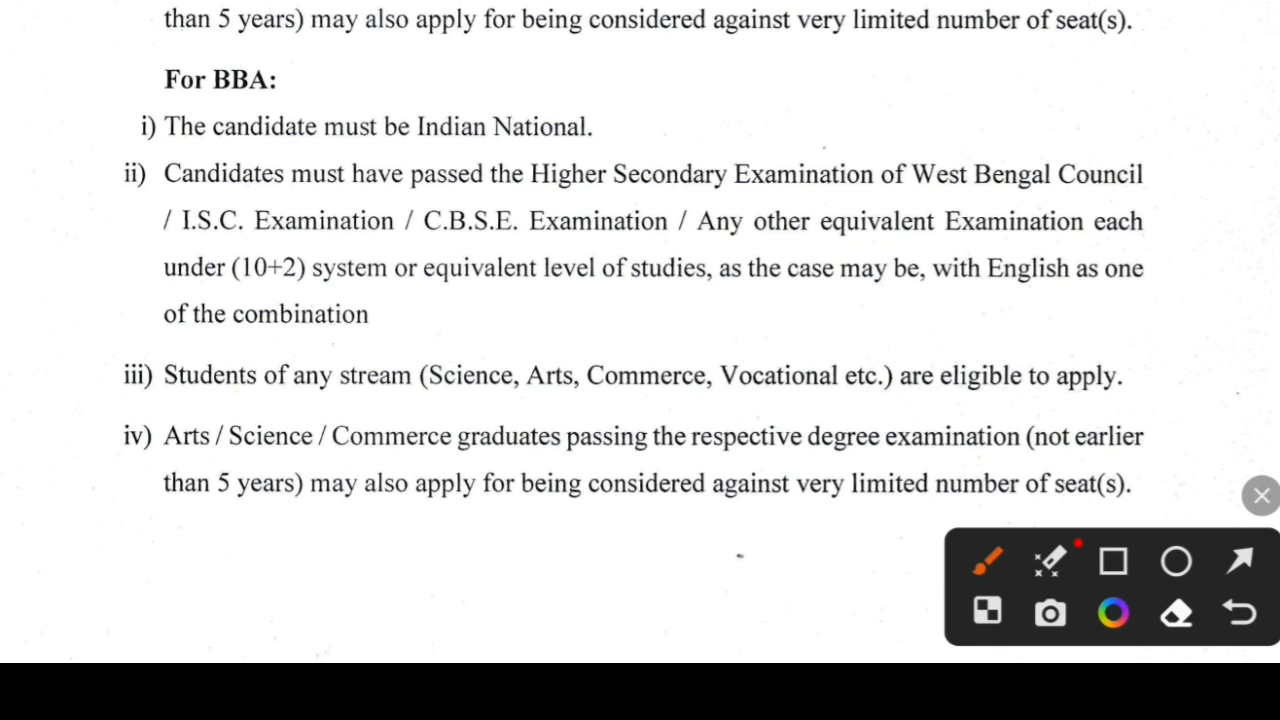 than 5 years) may also apply for being considered against very limited number of seat(s).
For BBA:
i) The candidate must be Indian National.
ii) Candidates must have passed the Higher Secondary Examination of West Bengal Council
/ I.S.C. Examination / C.B.S.E. Examination / Any other equivalent Examination each
under (10+2) system or equivalent level of studies, as the case may be, with English as one
of the combination
iii) Students of any stream (Science, Arts, Commerce, Vocational etc.) are eligible to apply.
iv) Arts / Science / Commerce graduates passing the respective degree examination (not earlier
than 5 years) may also apply for being considered against very limited number of seat(s).